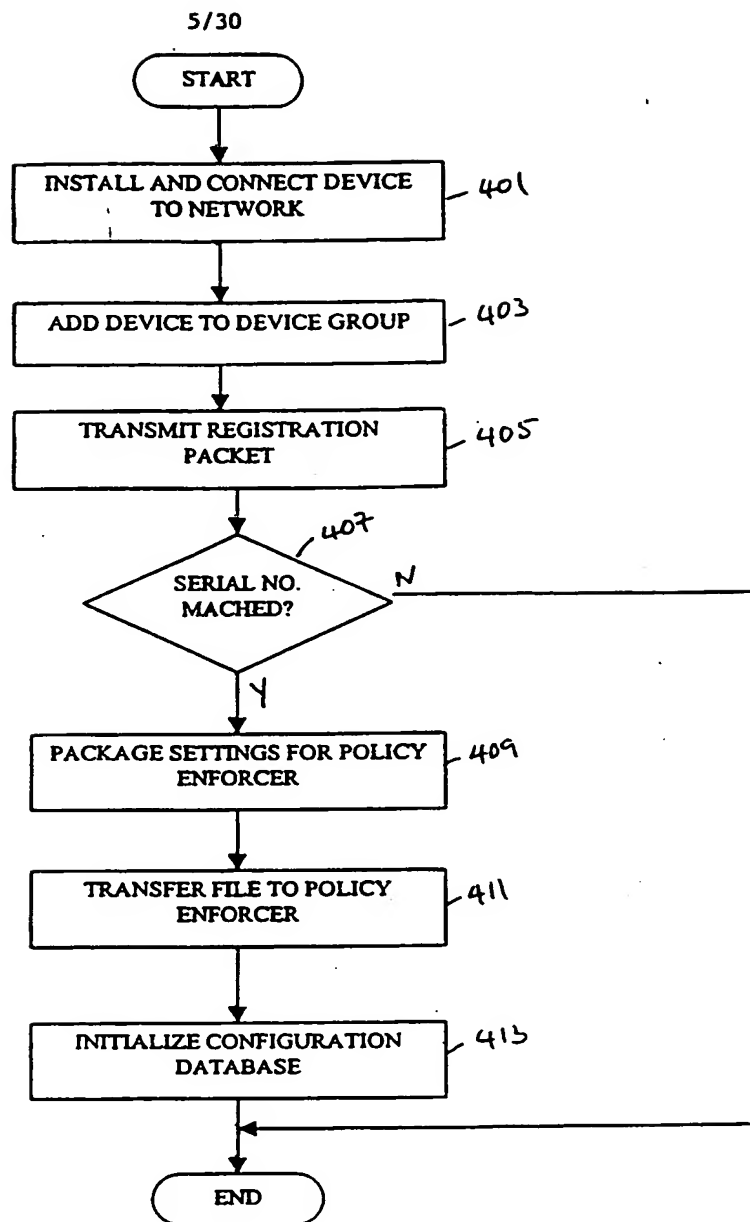 5/30
START
INSTALL AND CONNECT DEVICE
TO NETWORK
401
ADD DEVICE TO DEVICE GROUP
403
TRANSMIT REGISTRATION
PACKET
405
407
SERIAL NO.
MACHED?
N
Y
PACKAGE SETTINGS FOR POLICY
ENFORCER
409
TRANSFER FILE TO POLICY
ENFORCER
411
INITIALIZE CONFIGURATION
DATABASE
413
END